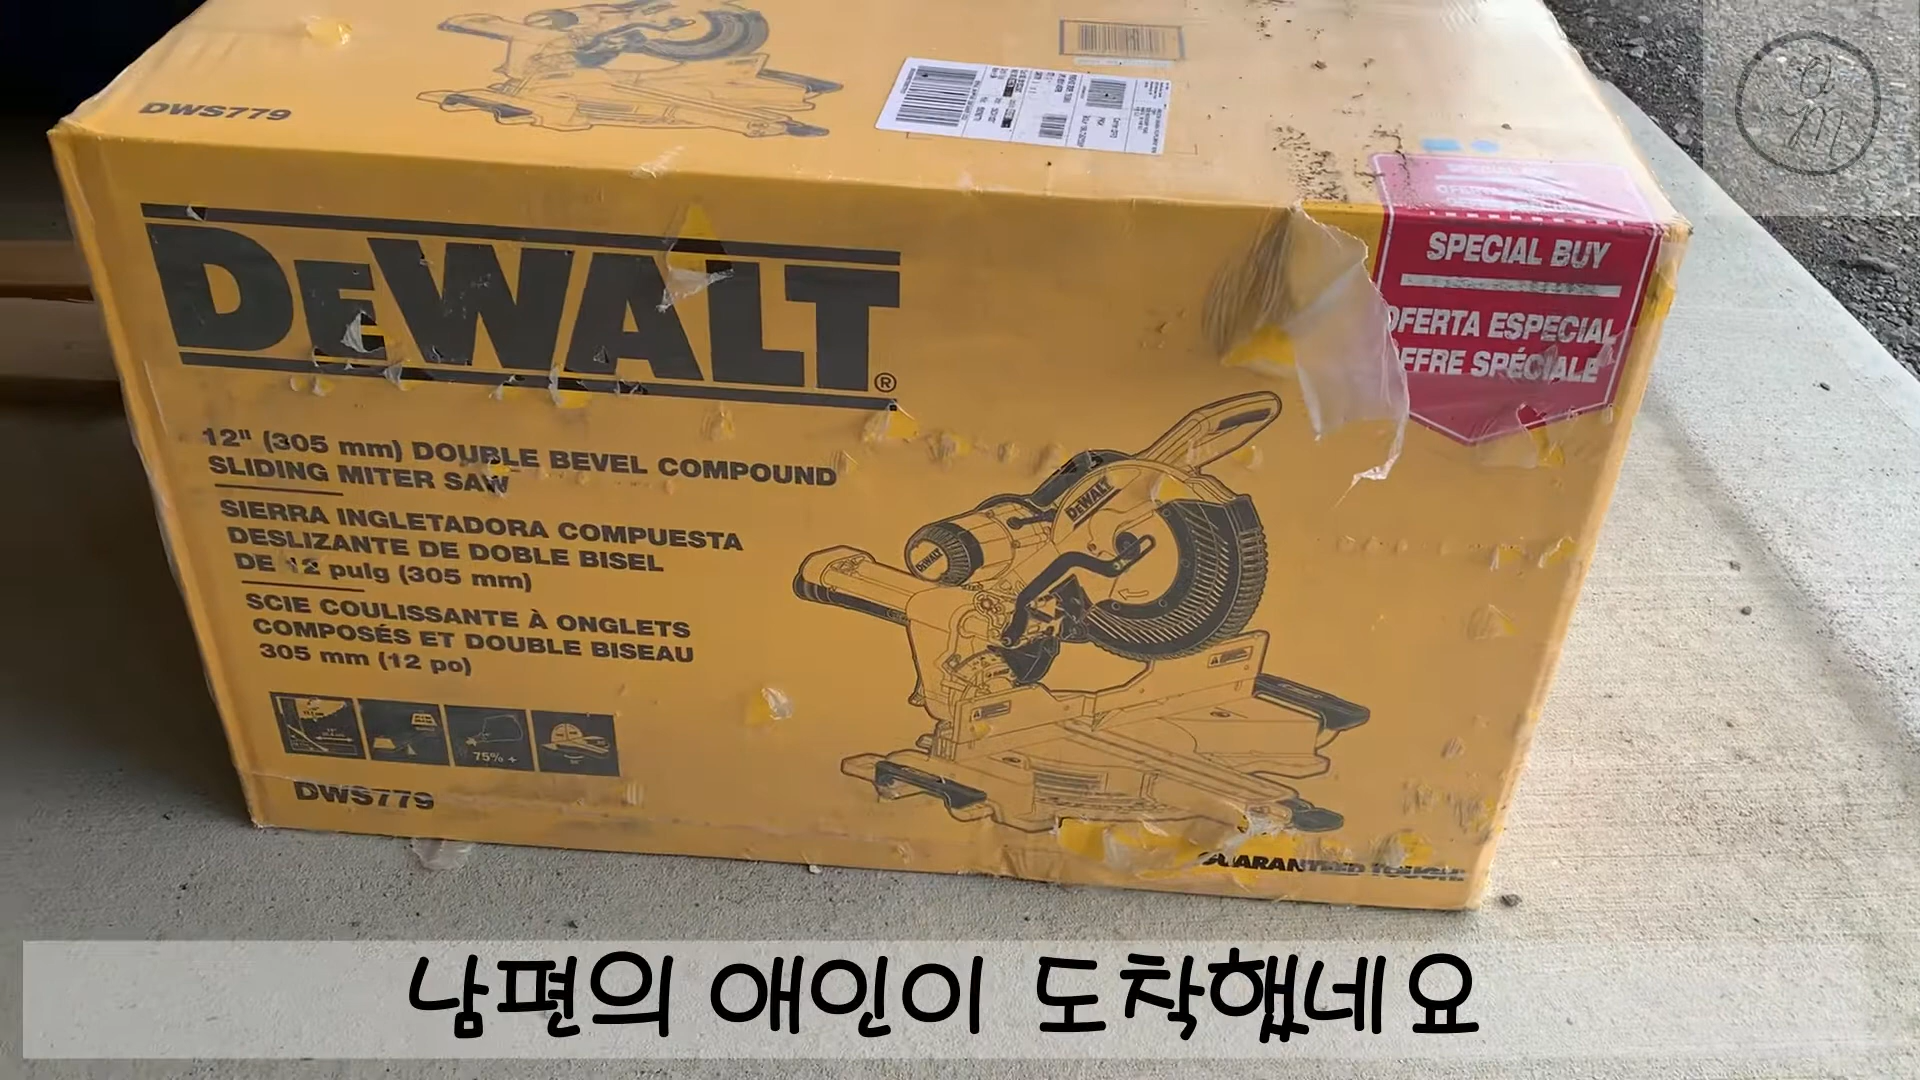 DWS779
SPECIAL BUY
OFERTA ESPECIAL
OFFRE SPÉCIALE
DEWALT®
12" (305 mm) DOUBLE BEVEL COMPOUND
SLIDING MITER SAW
SIERRA INGLETADORA COMPUESTA
DESLIZANTE DE DOBLE BISEL
DE 12 pulg (305 mm)
SCIE COULISSANTE À ONGLETS
COMPOSÉS ET DOUBLE BISEAU
305 mm (12 po)
DEWALT
DEWALT
75% +
DWS779
GUARANTEED TOUGH.
남편의 애인이 도착했네요